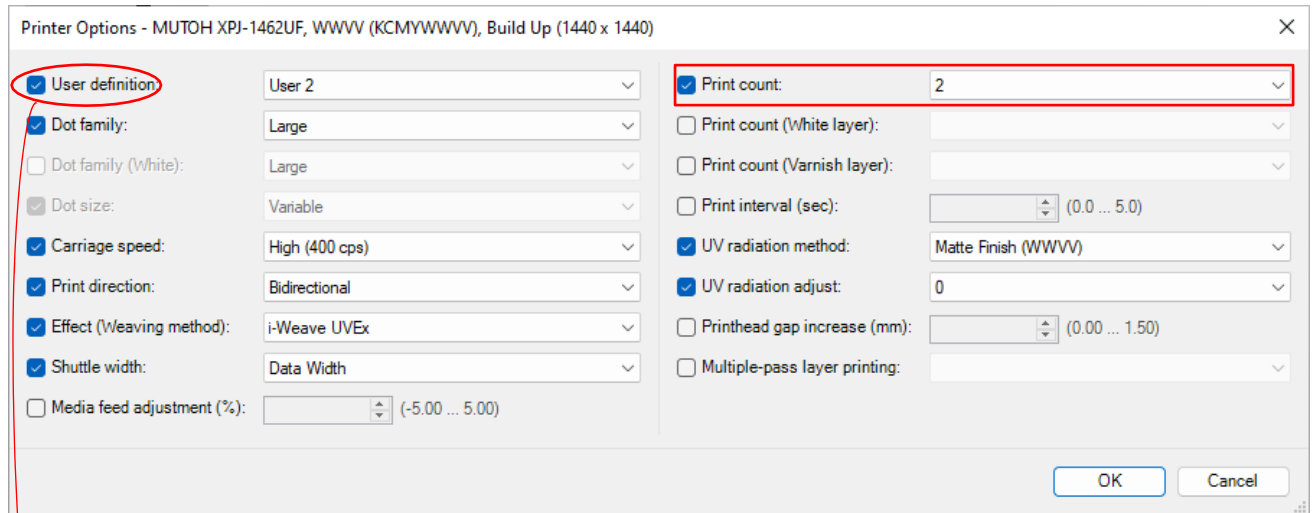 Printer Options - MUTOH XPJ-1462UF, WWVV (KCMYWWVV), Build Up (1440 x 1440)
User definition: User 2
Dot family: Large
Dot family (White): Large
Dot size: Variable
Carriage speed: High (400 cps)
Print direction: Bidirectional
Effect (Weaving method): i-Weave UVEx
Shuttle width: Data Width
Media feed adjustment (%): (-5.00 ... 5.00)
Print count: 2
Print count (White layer):
Print count (Varnish layer):
Print interval (sec): (0.0 ... 5.0)
UV radiation method: Matte Finish (WWVV)
UV radiation adjust: 0
Printhead gap increase (mm): (0.00 ... 1.50)
Multiple-pass layer printing:
OK Cancel